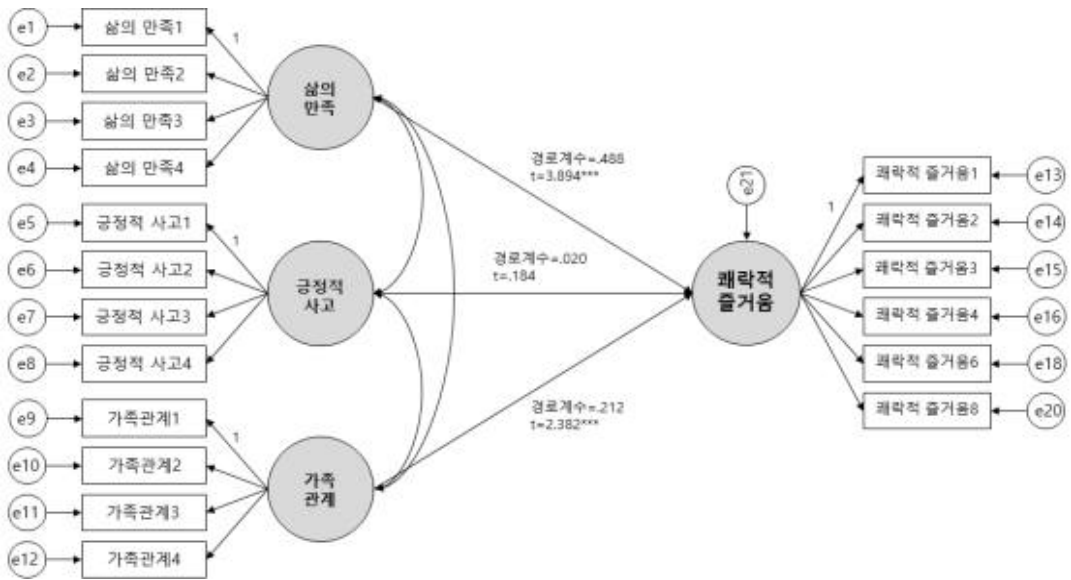 e1
삶의 만족1
e2
삶의 만족2
e3
삶의 만족3
e4
삶의 만족4
1
삶의
만족
e5
긍정적 사고1
e6
긍정적 사고2
e7
긍정적 사고3
e8
긍정적 사고4
1
긍정적
사고
e9
가족관계1
e10
가족관계2
e11
가족관계3
e12
가족관계4
1
가족
관계
경로계수=.488
t=3.894***
경로계수=.020
t=.184
경로계수=.212
t=2.382***
e21
쾌락적
즐거움
1
쾌락적 즐거움1
e13
쾌락적 즐거움2
e14
쾌락적 즐거움3
e15
쾌락적 즐거움4
e16
쾌락적 즐거움6
e18
쾌락적 즐거움8
e20